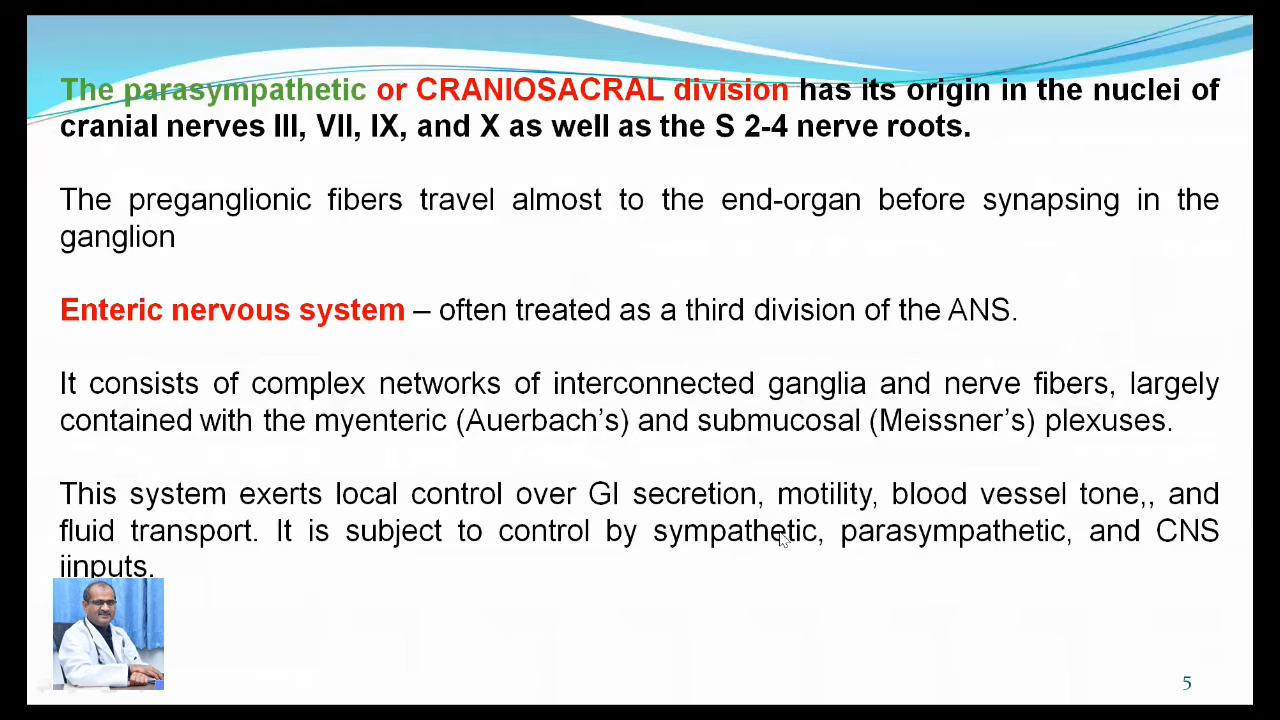 The parasympathetic or CRANIOSACRAL division has its origin in the nuclei of
cranial nerves III, VII, IX, and X as well as the S 2-4 nerve roots.
The preganglionic fibers travel almost to the end-organ before synapsing in the
ganglion
Enteric nervous system – often treated as a third division of the ANS.
It consists of complex networks of interconnected ganglia and nerve fibers, largely
contained with the myenteric (Auerbach’s) and submucosal (Meissner’s) plexuses.
This system exerts local control over GI secretion, motility, blood vessel tone,, and
fluid transport. It is subject to control by sympathetic, parasympathetic, and CNS
iinputs.
5